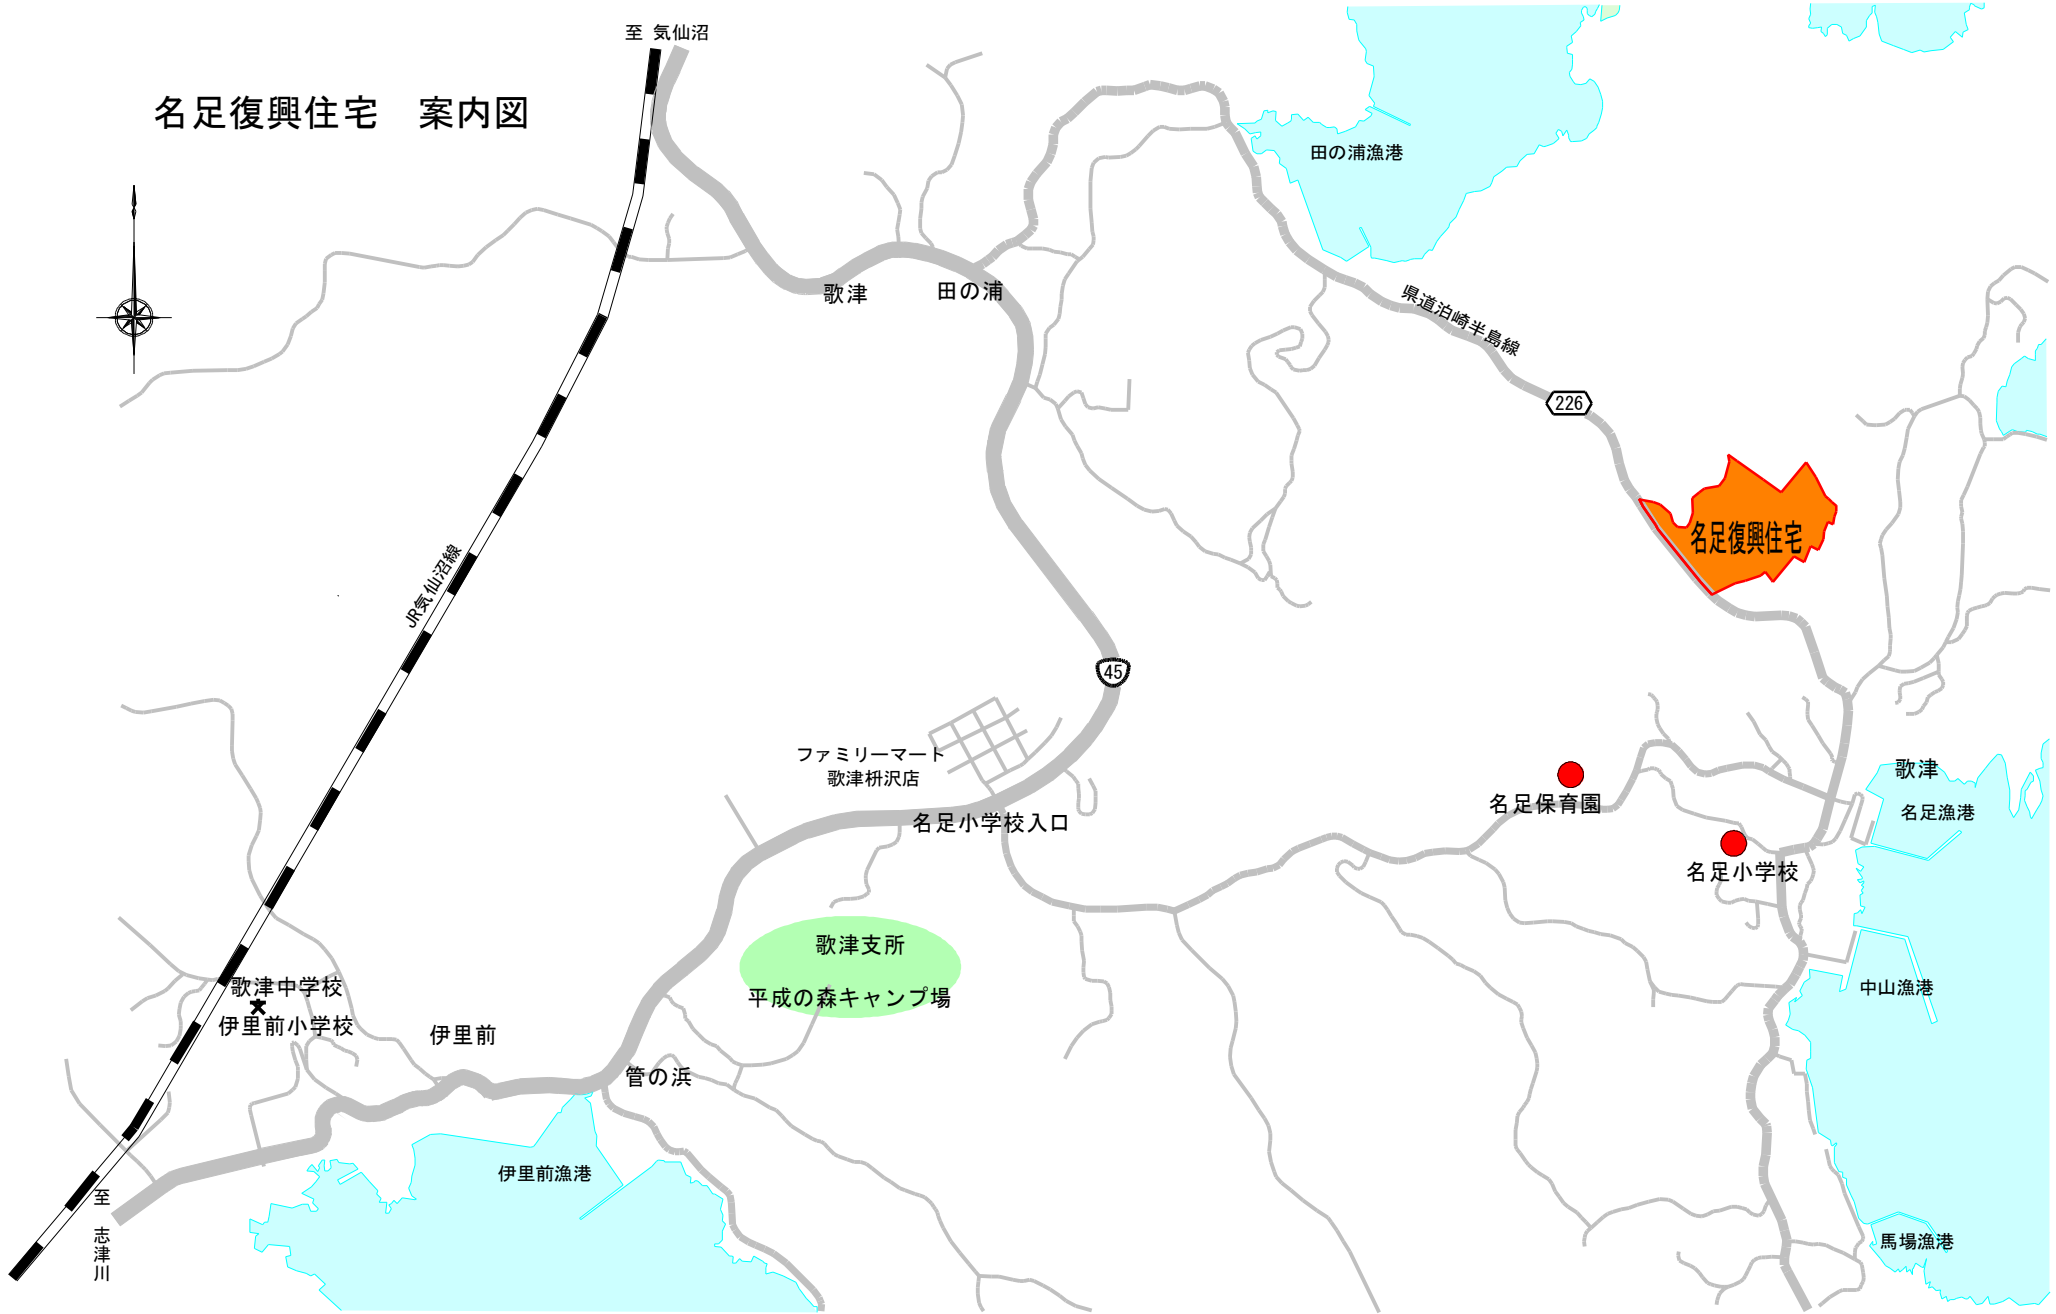 至 気仙沼
名足復興住宅 案内図
田の浦漁港
歌津
田の浦
県道泊崎半島線
226
名足復興住宅
JR気仙沼線
45
ファミリーマート
歌津枡沢店
名足小学校入口
名足保育園
歌津
名足漁港
名足小学校
歌津支所
平成の森キャンプ場
歌津中学校
伊里前小学校
中山漁港
伊里前
管の浜
伊里前漁港
至 志津川
馬場漁港